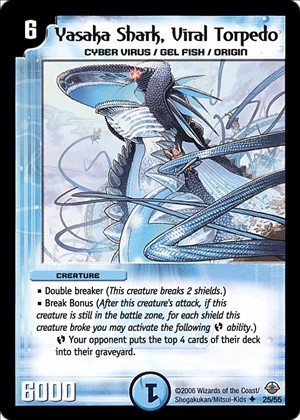 6
Yasaka Shark, Viral Torpedo
CYBER VIRUS / GEL FISH / ORIGIN
CREATURE
■ Double breaker (This creature breaks 2 shields.)
■ Break Bonus (After this creature's attack, if this
creature is still in the battle zone, for each shield this
creature broke you may activate the following ability.)
Your opponent puts the top 4 cards of their deck
into their graveyard.
6000
1
©2006 Wizards of the Coast/
Shogakukan/Mitsui-Kids ♦ 25/55